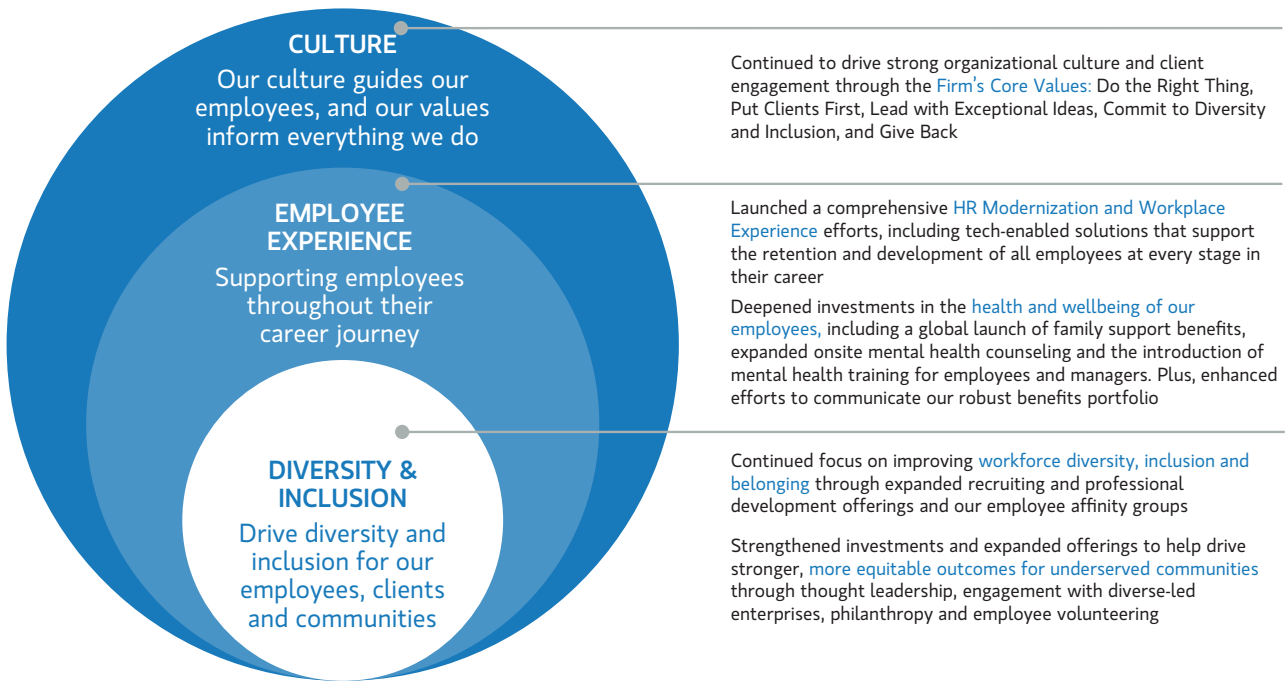 CULTURE
Our culture guides our
employees, and our values
inform everything we do
Continued to drive strong organizational culture and client
engagement through the Firm's Core Values: Do the Right Thing,
Put Clients First, Lead with Exceptional Ideas, Commit to Diversity
and Inclusion, and Give Back
EMPLOYEE
EXPERIENCE
Supporting employees
throughout their
career journey
Launched a comprehensive HR Modernization and Workplace
Experience efforts, including tech-enabled solutions that support
the retention and development of all employees at every stage in
their career
Deepened investments in the health and wellbeing of our
employees, including a global launch of family support benefits,
expanded onsite mental health counseling and the introduction of
mental health training for employees and managers. Plus, enhanced
efforts to communicate our robust benefits portfolio
DIVERSITY &
INCLUSION
Drive diversity and
inclusion for our
employees, clients
and communities
Continued focus on improving workforce diversity, inclusion and
belonging through expanded recruiting and professional
development offerings and our employee affinity groups
Strengthened investments and expanded offerings to help drive
stronger, more equitable outcomes for underserved communities
through thought leadership, engagement with diverse-led
enterprises, philanthropy and employee volunteering